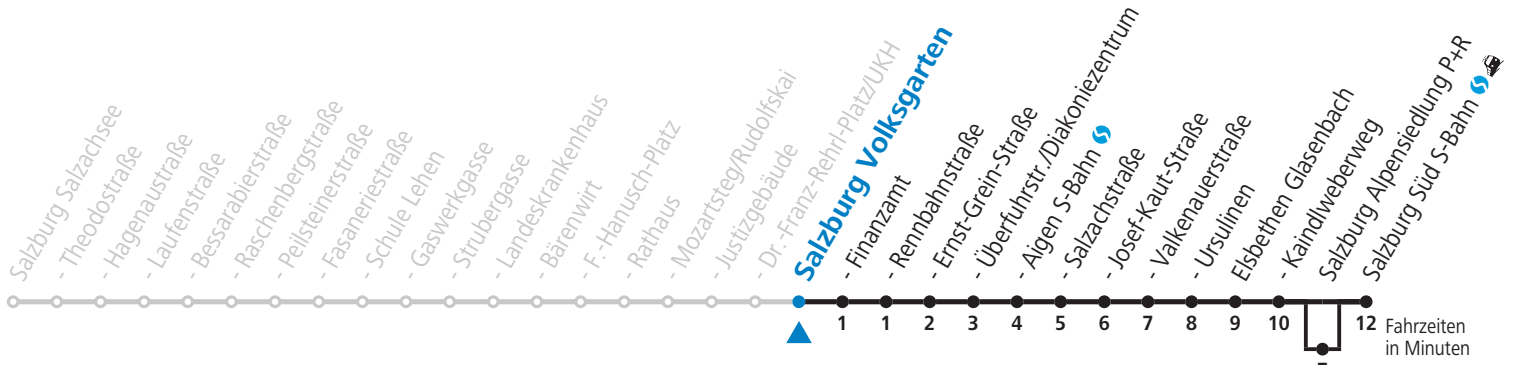 Salzburg Salzachsee
- Theodostraße
- Hagenaustraße
- Laufenstraße
- Bessarabierstraße
- Raschenbergstraße
- Peilsteinerstraße
- Fasaneriestraße
- Schule Lehen
- Gaswerkgasse
- Strubergasse
- Landeskrankenhaus
- Bärenwirt
- F.-Hanusch-Platz
- Rathaus
- Mozartsteg/Rudolfskai
- Justizgebäude
- Dr.-Franz-Rehrl-Platz/UKH
Salzburg Volksgarten
- Finanzamt
- Rennbahnstraße
- Ernst-Grein-Straße
- Überfuhrstr./Diakoniezentrum
- Aigen S-Bahn
- Salzachstraße
- Josef-Kaut-Straße
- Valkenauerstraße
- Ursulinen
Elsbethen Glasenbach
- Kaindlweberweg
Salzburg Alpensiedlung P+R
Salzburg Süd S-Bahn
1 1 2 3 4 5 6 7 8 9 10 12 Fahrzeiten
in Minuten